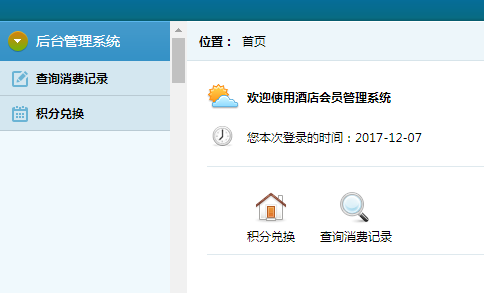 后台管理系统
查询消费记录
积分兑换
位置： 首页
欢迎使用酒店会员管理系统
您本次登录的时间：2017-12-07
积分兑换 查询消费记录